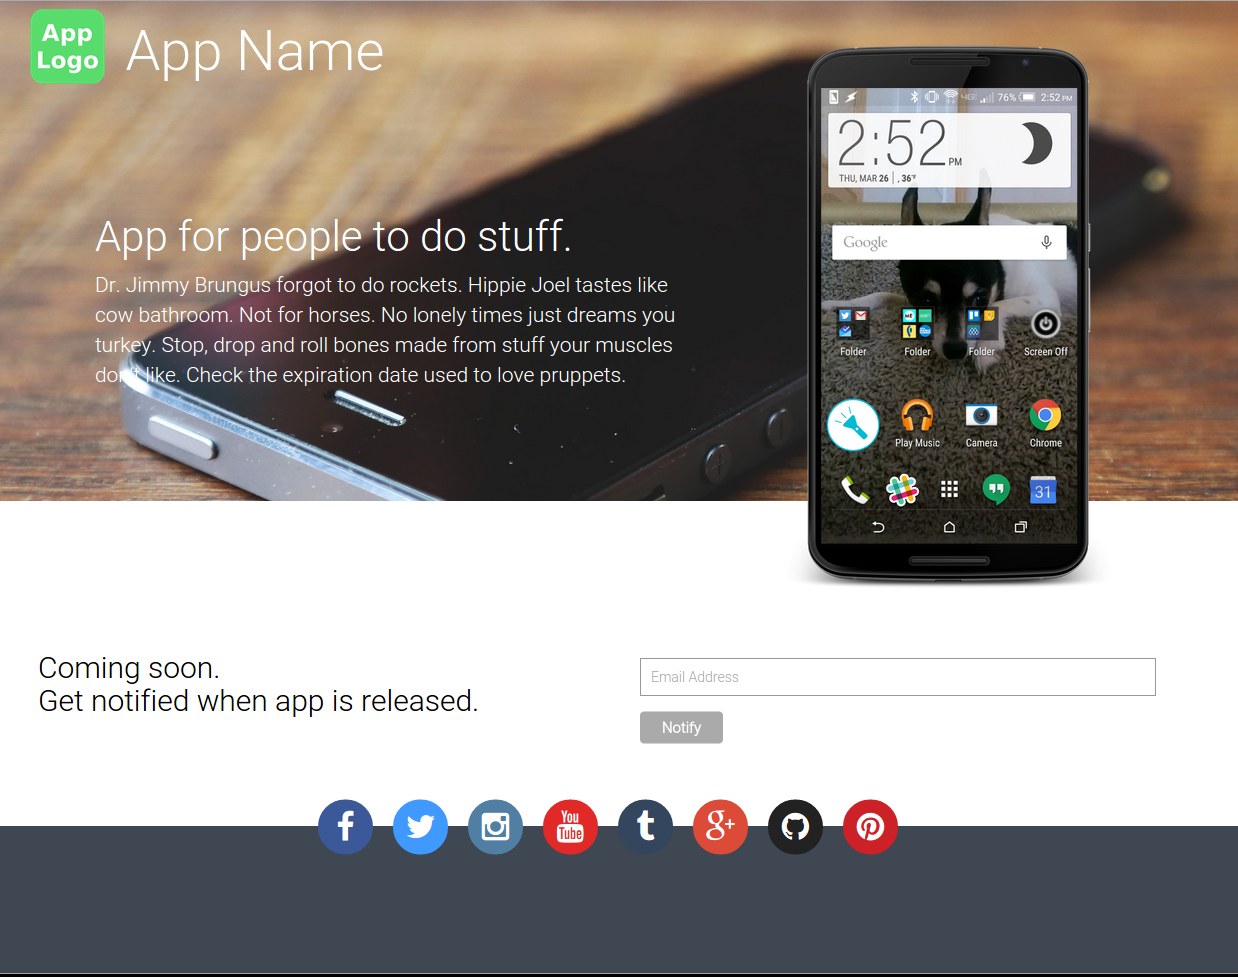 App
Logo
App Name
76% 2:52 PM
2:52 PM
THU, MAR 26 , 36°F
Google
App for people to do stuff.
Dr. Jimmy Brungus forgot to do rockets. Hippie Joel tastes like
cow bathroom. Not for horses. No lonely times just dreams you
turkey. Stop, drop and roll bones made from stuff your muscles
don't like. Check the expiration date used to love pruppets.
Folder
Folder
Folder
Screen Off
Play Music
Camera
Chrome
31
Coming soon.
Get notified when app is released.
Email Address
Notify
f
You
Tube
t
g+